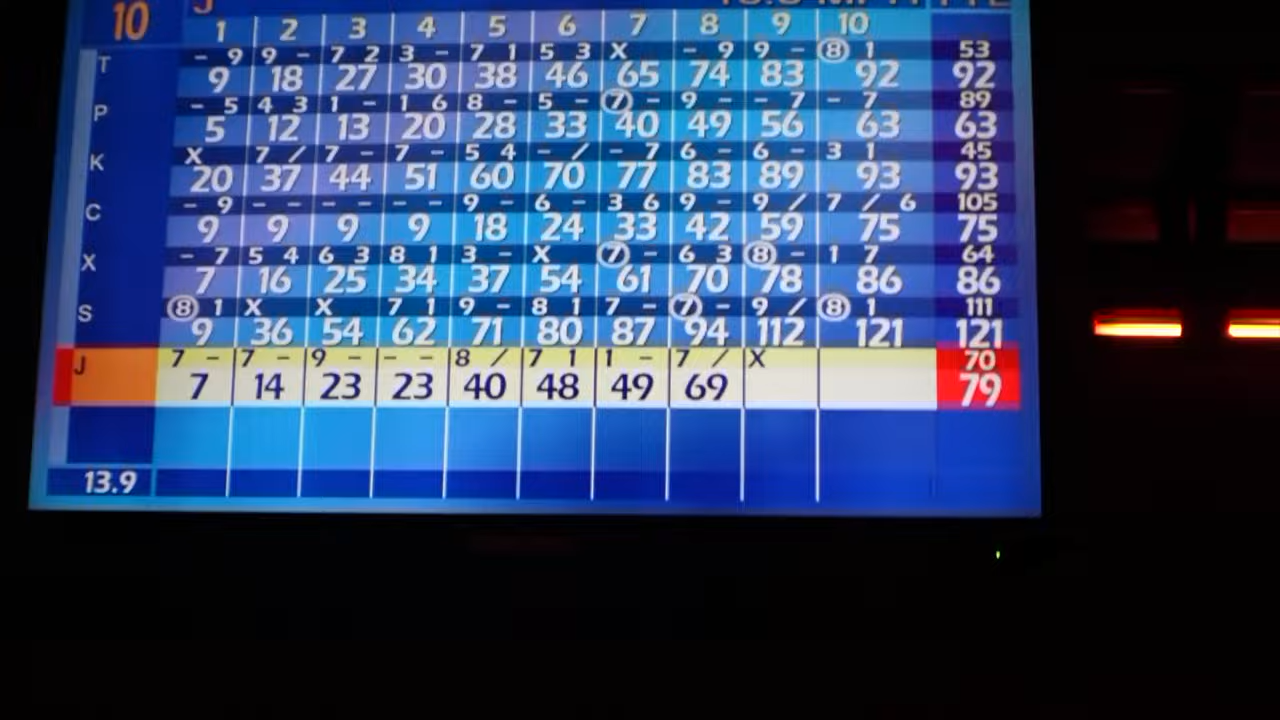 10 J
1 2 3 4 5 6 7 8 9 10
T - 9 9 - 7 2 3 - 7 1 5 3 X - 9 9 - 8 1 53
9 18 27 30 38 46 65 74 83 92 92
P - 5 4 3 1 - 1 6 8 - 5 - 7 - 9 - - 7 - 7 89
5 12 13 20 28 33 40 49 56 63 63
K X 7 / 7 - 7 - 5 4 - / - 7 6 - 6 - 3 1 45
20 37 44 51 60 70 77 83 89 93 93
C - 9 - - - - - - 9 - 6 - 3 6 9 - 9 / 7 / 6 105
9 9 9 9 18 24 33 42 59 75 75
X - 7 5 4 6 3 8 1 3 - X 7 - 6 3 8 - 1 7 64
7 16 25 34 37 54 61 70 78 86 86
S 8 1 X X 7 1 9 - 8 1 7 - 7 - 9 / 8 1 111
9 36 54 62 71 80 87 94 112 121 121
J 7 - 7 - 9 - - - 8 / 7 1 1 - 7 / X 70
7 14 23 23 40 48 49 69 79
13.9